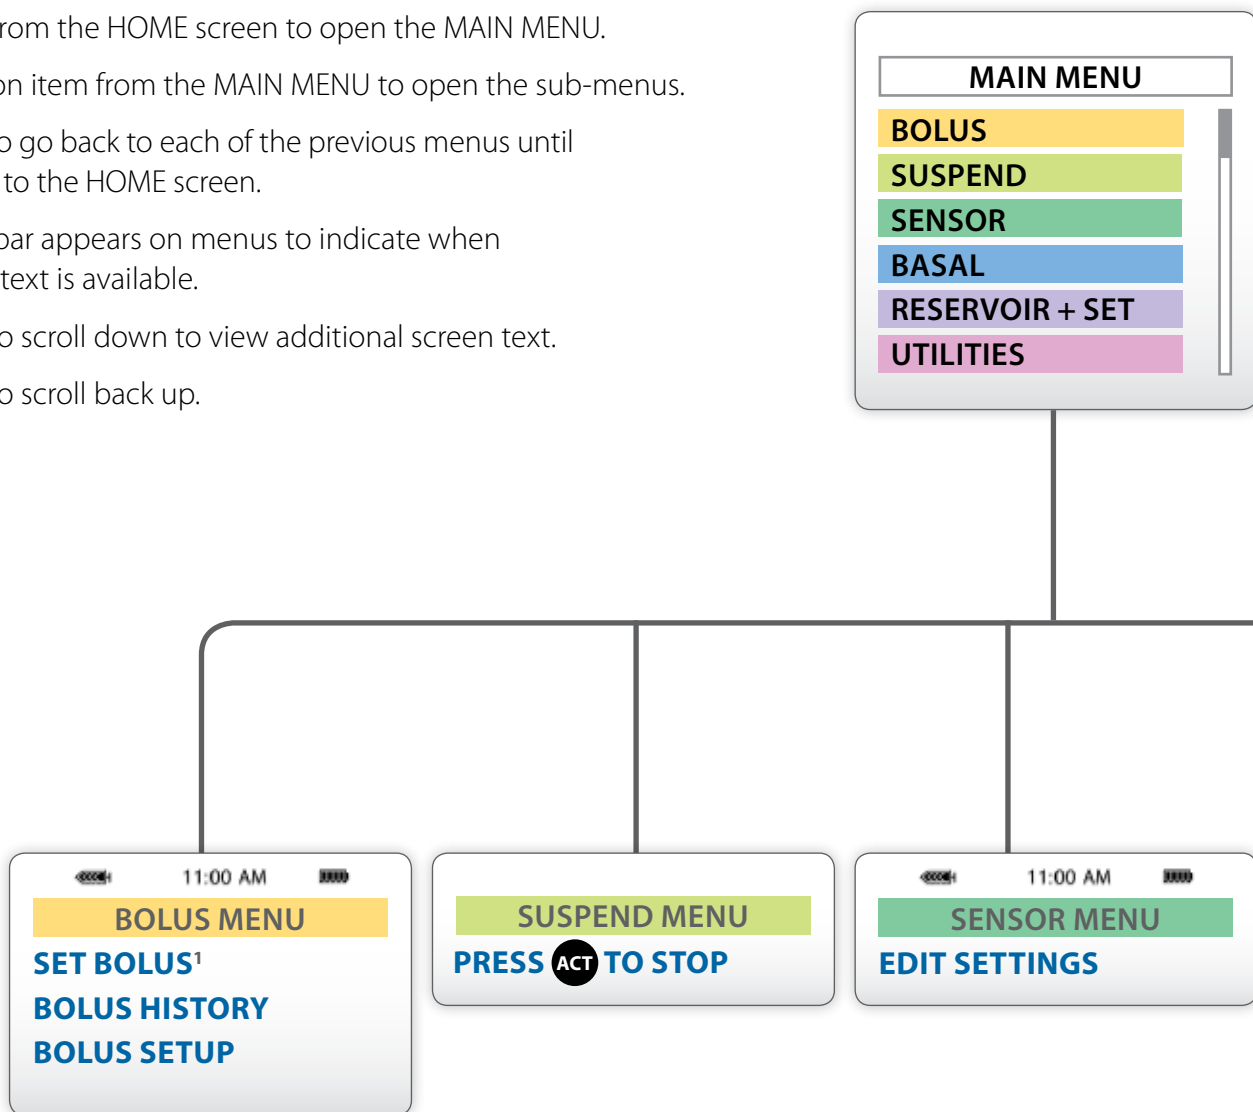 rom the HOME screen to open the MAIN MENU.
on item from the MAIN MENU to open the sub-menus.
o go back to each of the previous menus until
to the HOME screen.
bar appears on menus to indicate when
text is available.
o scroll down to view additional screen text.
o scroll back up.
MAIN MENU
BOLUS
SUSPEND
SENSOR
BASAL
RESERVOIR + SET
UTILITIES
11:00 AM
BOLUS MENU
SET BOLUS¹
BOLUS HISTORY
BOLUS SETUP
SUSPEND MENU
PRESS ACT TO STOP
11:00 AM
SENSOR MENU
EDIT SETTINGS